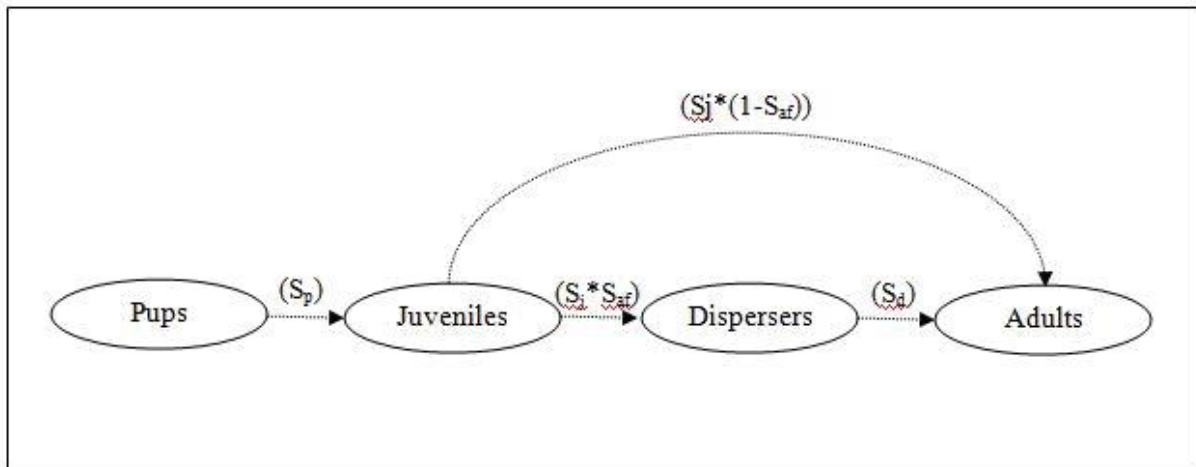 (Sj*(1-Saf))
(Sp)
(Sj*Saf)
(Sd)
Pups
Juveniles
Dispersers
Adults